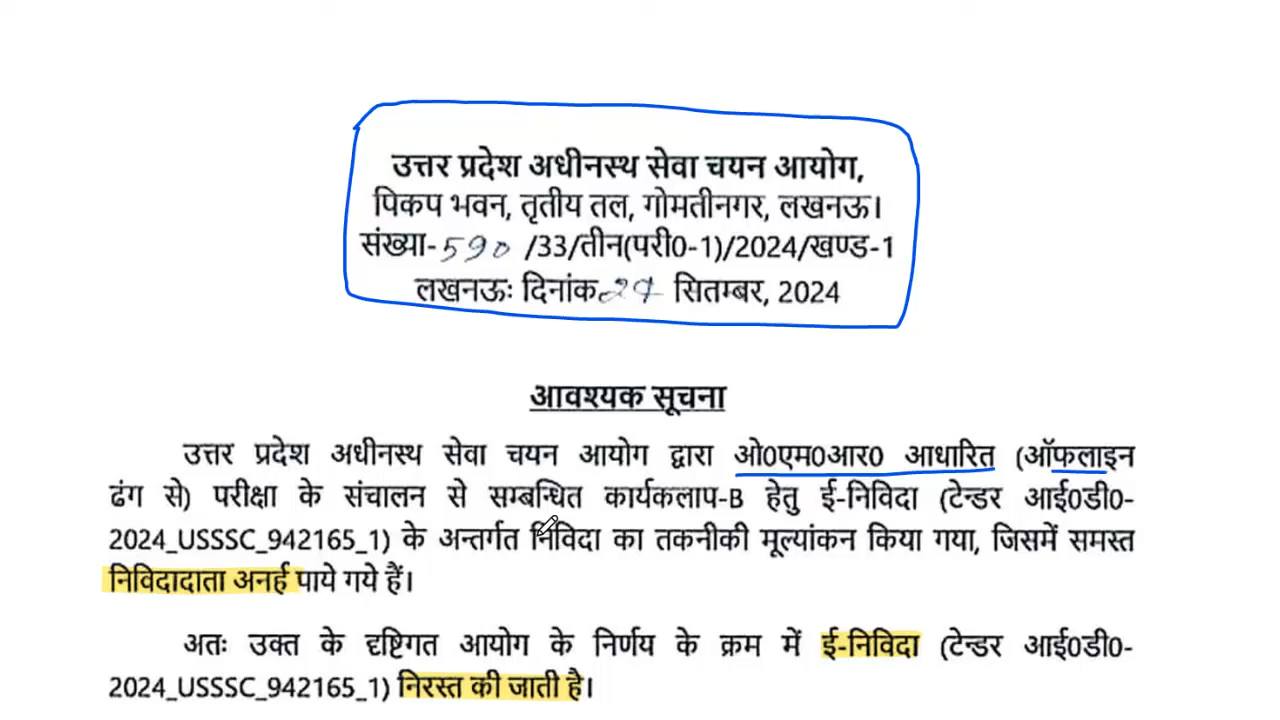 उत्तर प्रदेश अधीनस्थ सेवा चयन आयोग,
पिकप भवन, तृतीय तल, गोमतीनगर, लखनऊ।
संख्या-590 /33/तीन(परी0-1)/2024/खण्ड-1
लखनऊः दिनांक 27 सितम्बर, 2024
आवश्यक सूचना
उत्तर प्रदेश अधीनस्थ सेवा चयन आयोग द्वारा ओ0एम0आर0 आधारित (ऑफलाइन
ढंग से) परीक्षा के संचालन से सम्बन्धित कार्यकलाप-B हेतु ई-निविदा (टेन्डर आई0डी0-
2024_USSSC_942165_1) के अन्तर्गत निविदा का तकनीकी मूल्यांकन किया गया, जिसमें समस्त
निविदादाता अनर्ह पाये गये हैं।
अतः उक्त के दृष्टिगत आयोग के निर्णय के क्रम में ई-निविदा (टेन्डर आई0डी0-
2024_USSSC_942165_1) निरस्त की जाती है।